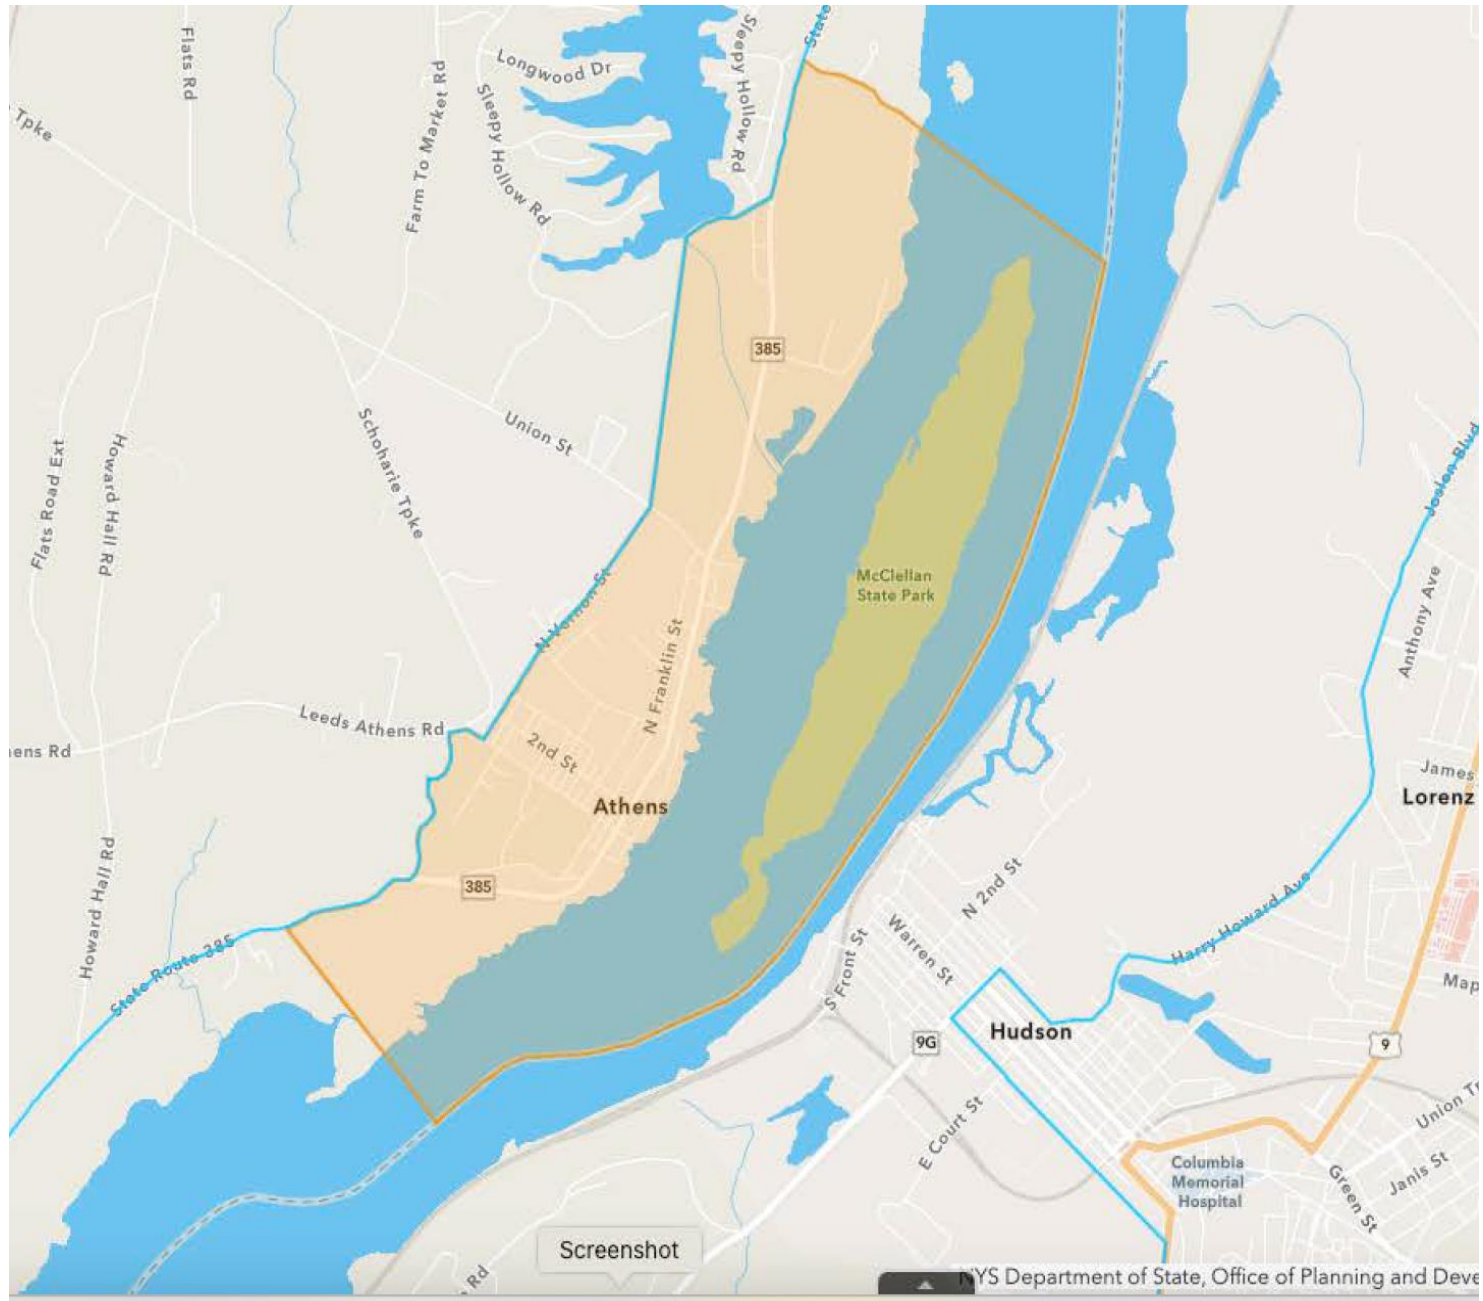 Flats Rd
Tpke
Longwood Dr
Farm To Market Rd
Sleepy Hollow Rd
Sleepy Hollow Rd
State
385
Union St
Schoharie Tpke
Flats Road Ext
Howard Hall Rd
Joslen Blvd
McClellan
State Park
N Vernon St
Anthony Ave
N Franklin St
Leeds Athens Rd
2nd St
ens Rd
James
Lorenz
Athens
385
Howard Hall Rd
N 2nd St
Warren St
S Front St
Harry Howard Ave
State Route 385
Map
Hudson
9G
9
Union Tr
E Court St
Columbia
Memorial
Hospital
Janis St
Green St
Screenshot
Rd
NYS Department of State, Office of Planning and Deve